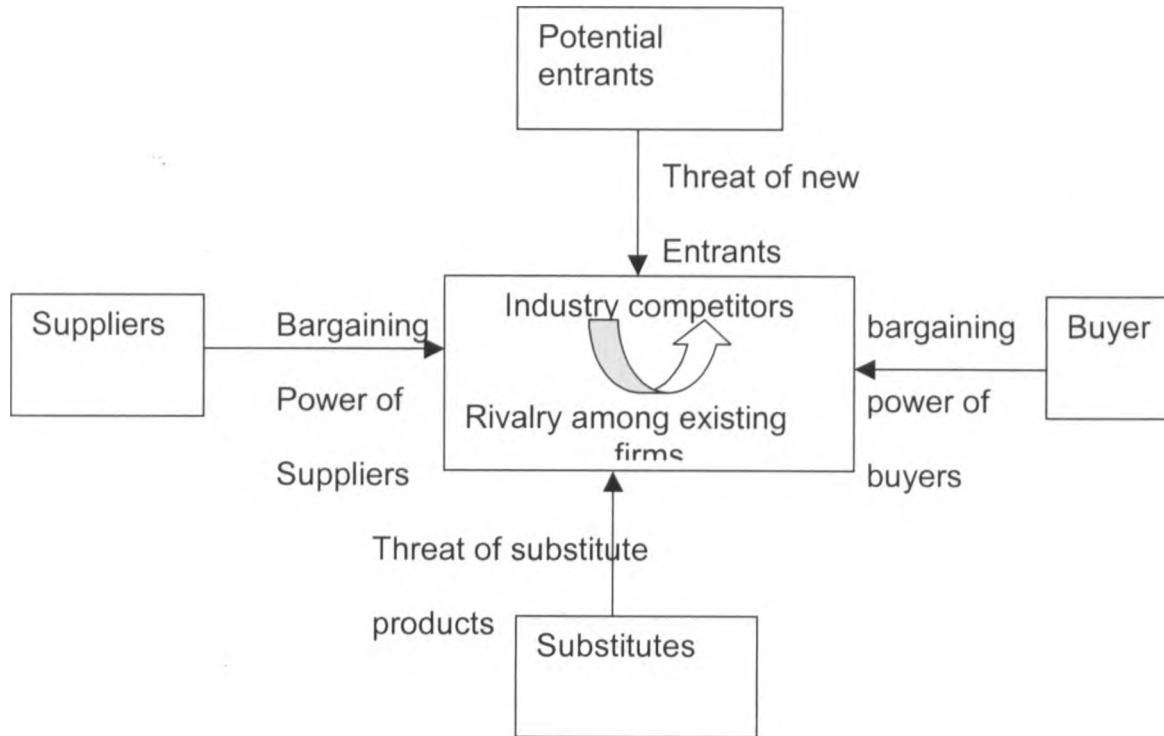 Potential
entrants
Threat of new
Entrants
Suppliers
Bargaining
Power of
Suppliers
Industry competitors
Rivalry among existing
firms
bargaining
power of
buyers
Buyer
Threat of substitute
products
Substitutes